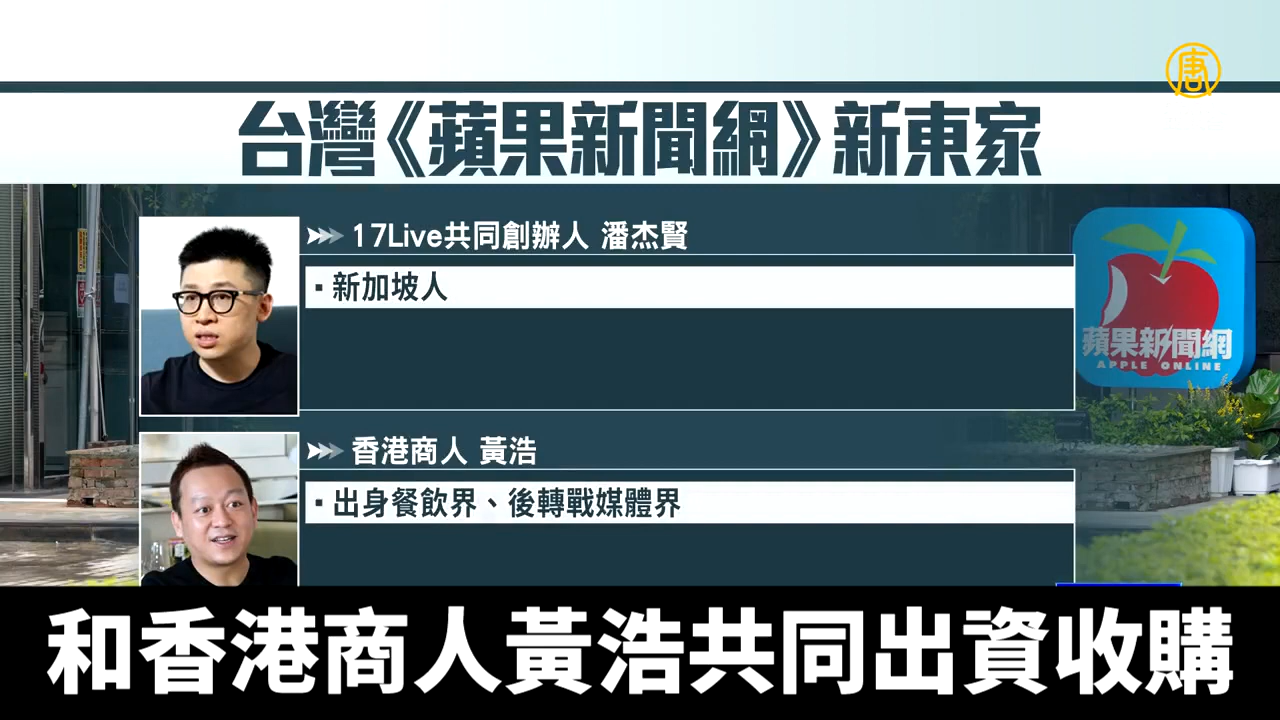 唐
台灣《蘋果新聞網》新東家
17Live共同創辦人 潘杰賢
▪新加坡人
蘋果新聞網
APPLE ONLINE
香港商人 黃浩
▪出身餐飲界、後轉戰媒體界
和香港商人黃浩共同出資收購